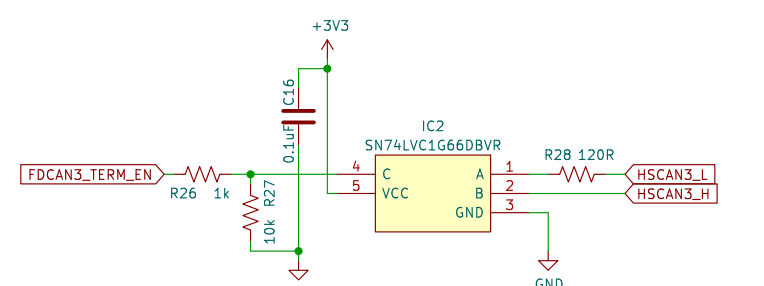 +3V3
C16
0.1uF
IC2
SN74LVC1G66DBVR
FDCAN3_TERM_EN
R26 1k
R27
10k
4 C
5 VCC
A 1
B 2
GND 3
R28 120R
HSCAN3_L
HSCAN3_H
GND